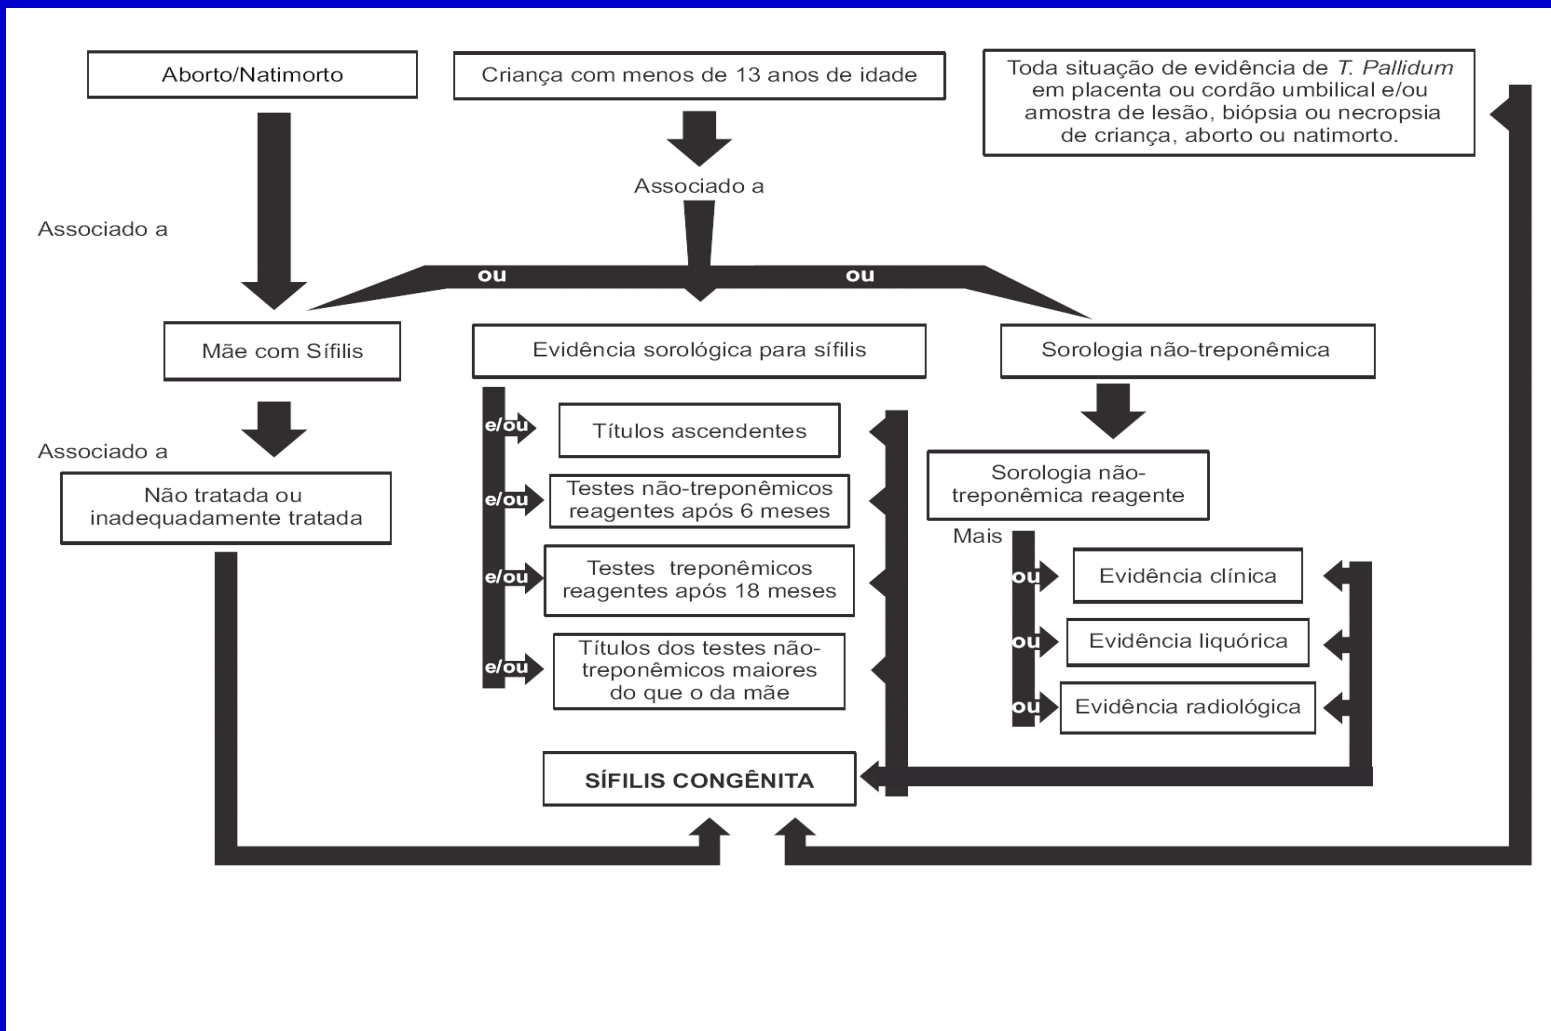 Aborto/Natimorto
Criança com menos de 13 anos de idade
Toda situação de evidência de T. Pallidum
em placenta ou cordão umbilical e/ou
amostra de lesão, biópsia ou necropsia
de criança, aborto ou natimorto.
Associado a
Associado a
ou
ou
Mãe com Sífilis
Evidência sorológica para sífilis
Sorologia não-treponêmica
Associado a
Não tratada ou
inadequadamente tratada
e/ou
Títulos ascendentes
e/ou
Testes não-treponêmicos
reagentes após 6 meses
e/ou
Testes treponêmicos
reagentes após 18 meses
e/ou
Títulos dos testes não-
treponêmicos maiores
do que o da mãe
Sorologia não-
treponêmica reagente
Mais
ou
Evidência clínica
ou
Evidência liquórica
ou
Evidência radiológica
SÍFILIS CONGÊNITA